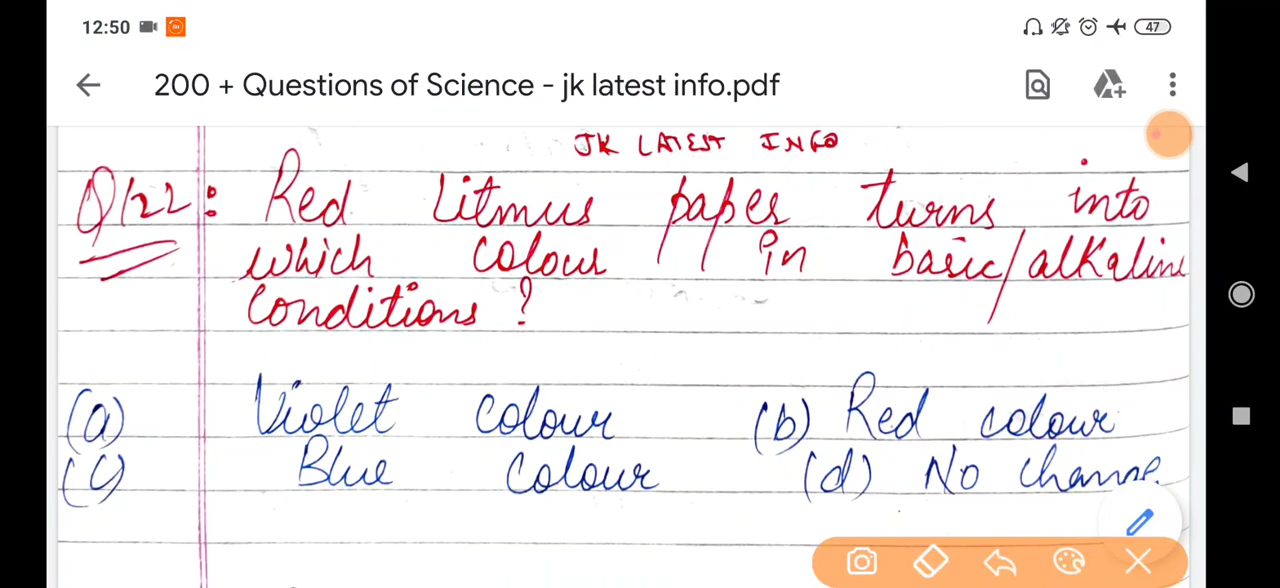 12:50
47
200 + Questions of Science - jk latest info.pdf
JK LATEST INFO
Q122: Red Litmus paper turns into
which colour in basic/alkaline
conditions?
(a) Violet colour (b) Red colour
(c) Blue colour (d) No change